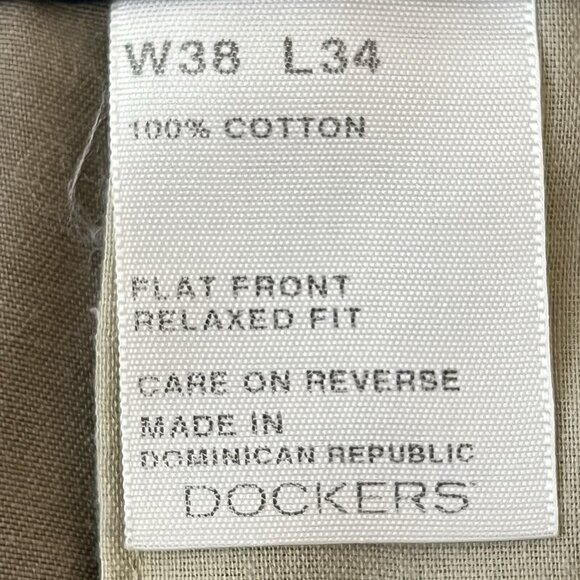 W38 L34
100% COTTON
FLAT FRONT
RELAXED FIT
CARE ON REVERSE
MADE IN
DOMINICAN REPUBLIC
DOCKERS